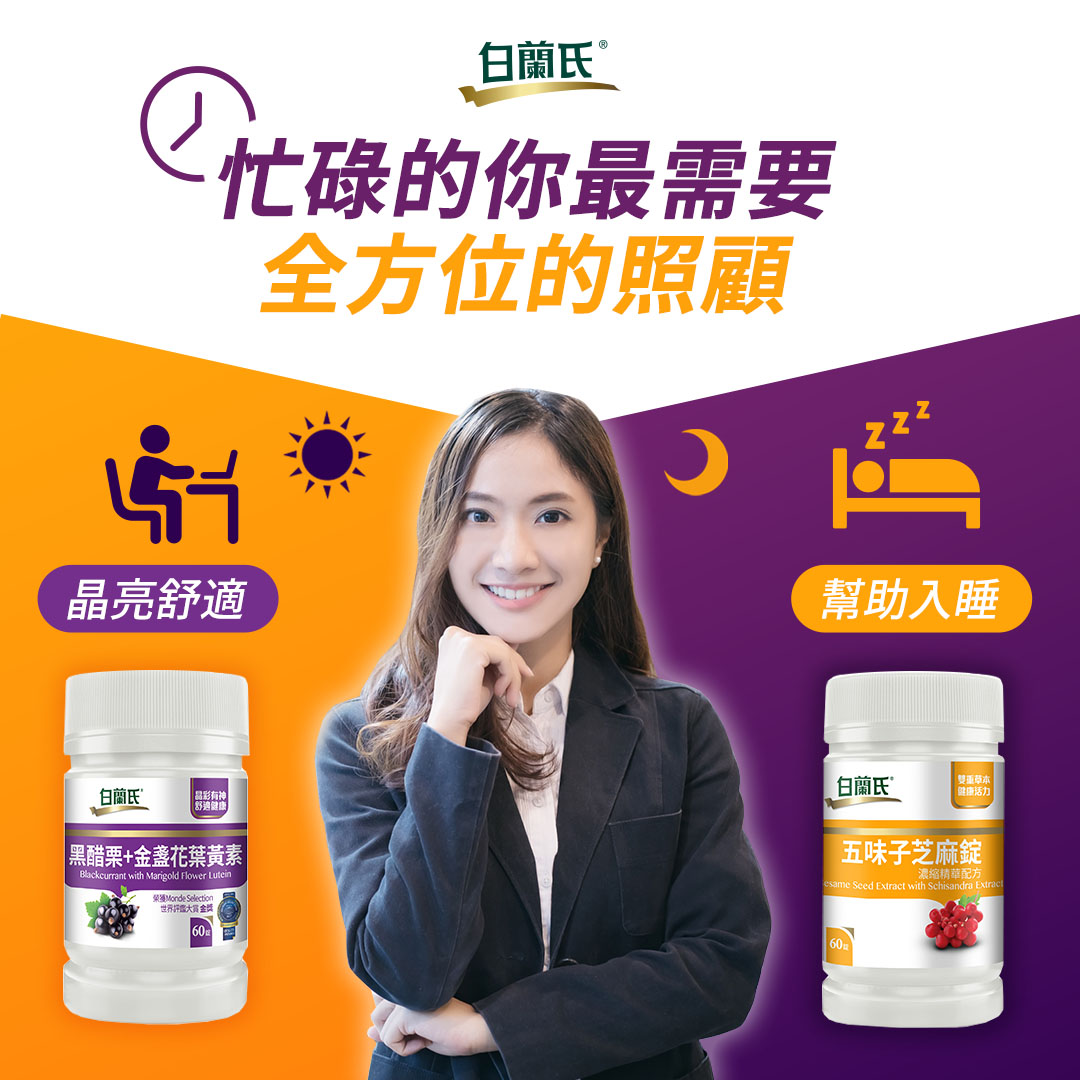 白蘭氏®
忙碌的你最需要
全方位的照顧
z z z
晶亮舒適
幫助入睡
白蘭氏®
晶彩有神
舒適健康
黑醋栗+金盞花葉黃素
Blackcurrant with Marigold Flower Lutein
榮獲Monde Selection
世界評鑑大賞 金獎
60錠
白蘭氏®
雙重草本
健康活力
五味子芝麻錠
濃縮精萃配方
esame Seed Extract with Schisandra Extract
60錠